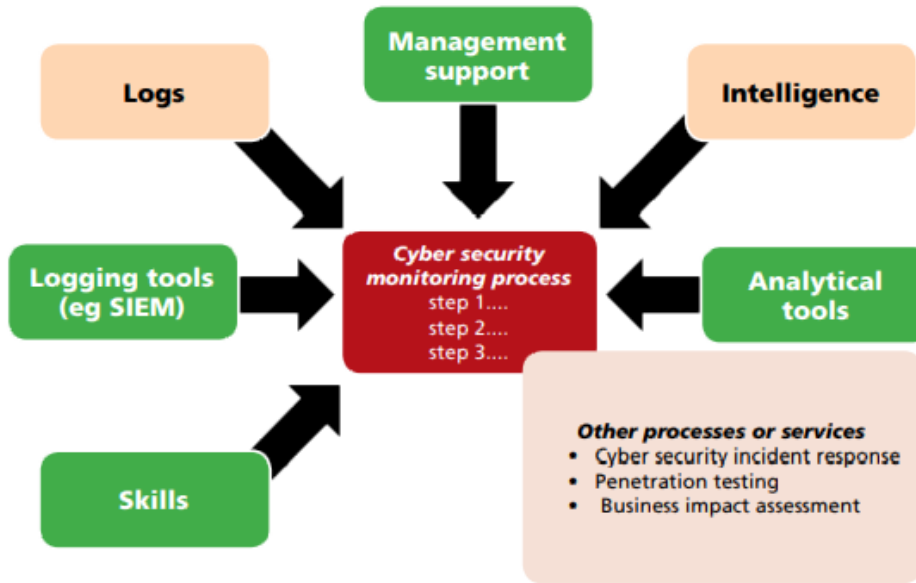 Management
support
Logs
Intelligence
Cyber security
monitoring process
step 1....
step 2....
step 3....
Logging tools
(eg SIEM)
Analytical
tools
Skills
Other processes or services
• Cyber security incident response
• Penetration testing
• Business impact assessment